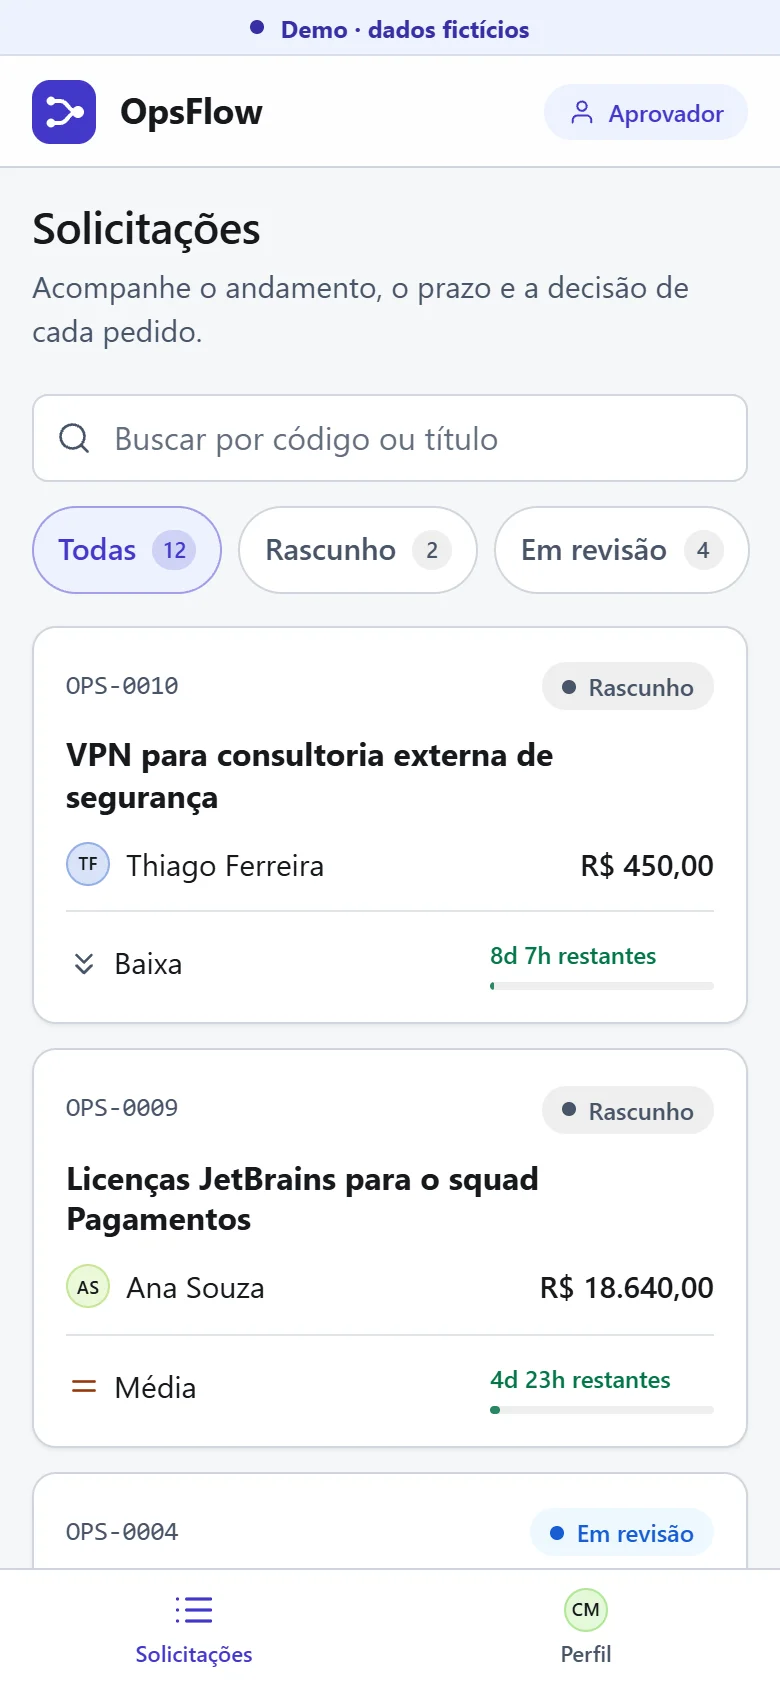 Demo · dados fictícios
OpsFlow
Aprovador
Solicitações
Acompanhe o andamento, o prazo e a decisão de
cada pedido.
Buscar por código ou título
Todas 12
Rascunho 2
Em revisão 4
OPS-0010
Rascunho
VPN para consultoria externa de
segurança
TF Thiago Ferreira
R$ 450,00
Baixa
8d 7h restantes
OPS-0009
Rascunho
Licenças JetBrains para o squad
Pagamentos
AS Ana Souza
R$ 18.640,00
Média
4d 23h restantes
OPS-0004
Em revisão
Solicitações
CM
Perfil